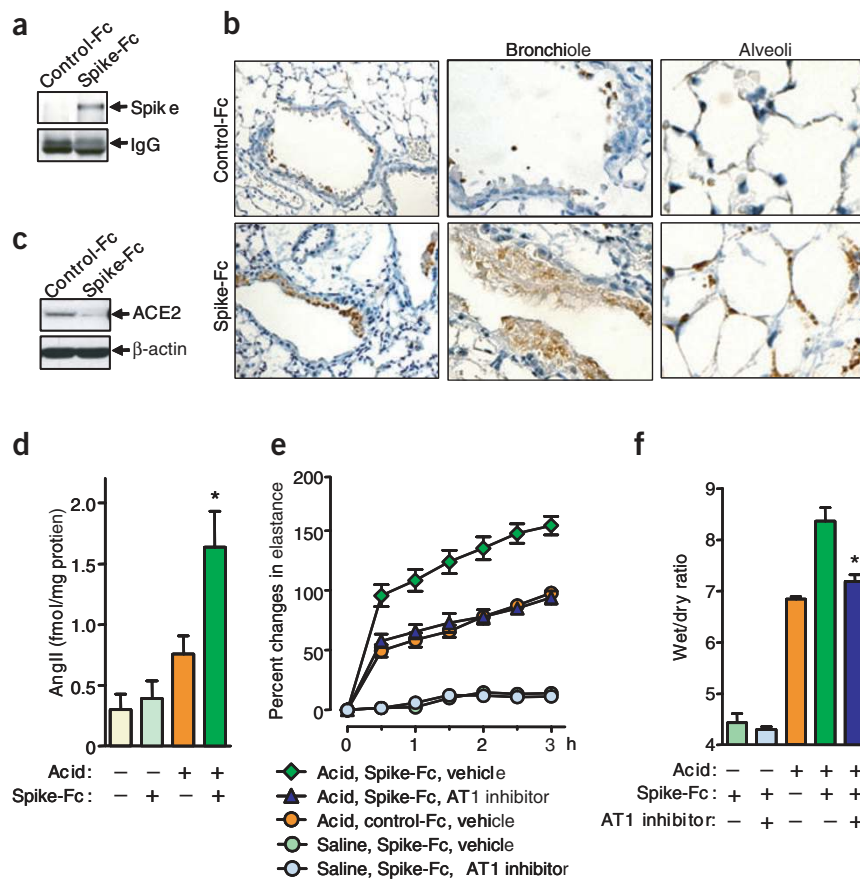 a
Control-Fc
Spike-Fc
Spike
IgG
b
Bronchiole
Alveoli
Control-Fc
Spike-Fc
c
Control-Fc
Spike-Fc
ACE2
β-actin
d
AngII (fmol/mg protien)
2.0
1.5
1.0
0.5
0
*
Acid: – – + +
Spike-Fc: – + – +
e
Percent changes in elastance
200
150
100
50
0
0 1 2 3 h
Acid, Spike-Fc, vehicle
Acid, Spike-Fc, AT1 inhibitor
Acid, control-Fc, vehicle
Saline, Spike-Fc, vehicle
Saline, Spike-Fc, AT1 inhibitor
f
Wet/dry ratio
9
8
7
6
5
4
*
Acid: – – + + +
Spike-Fc: + + – + +
AT1 inhibitor: – + – – +